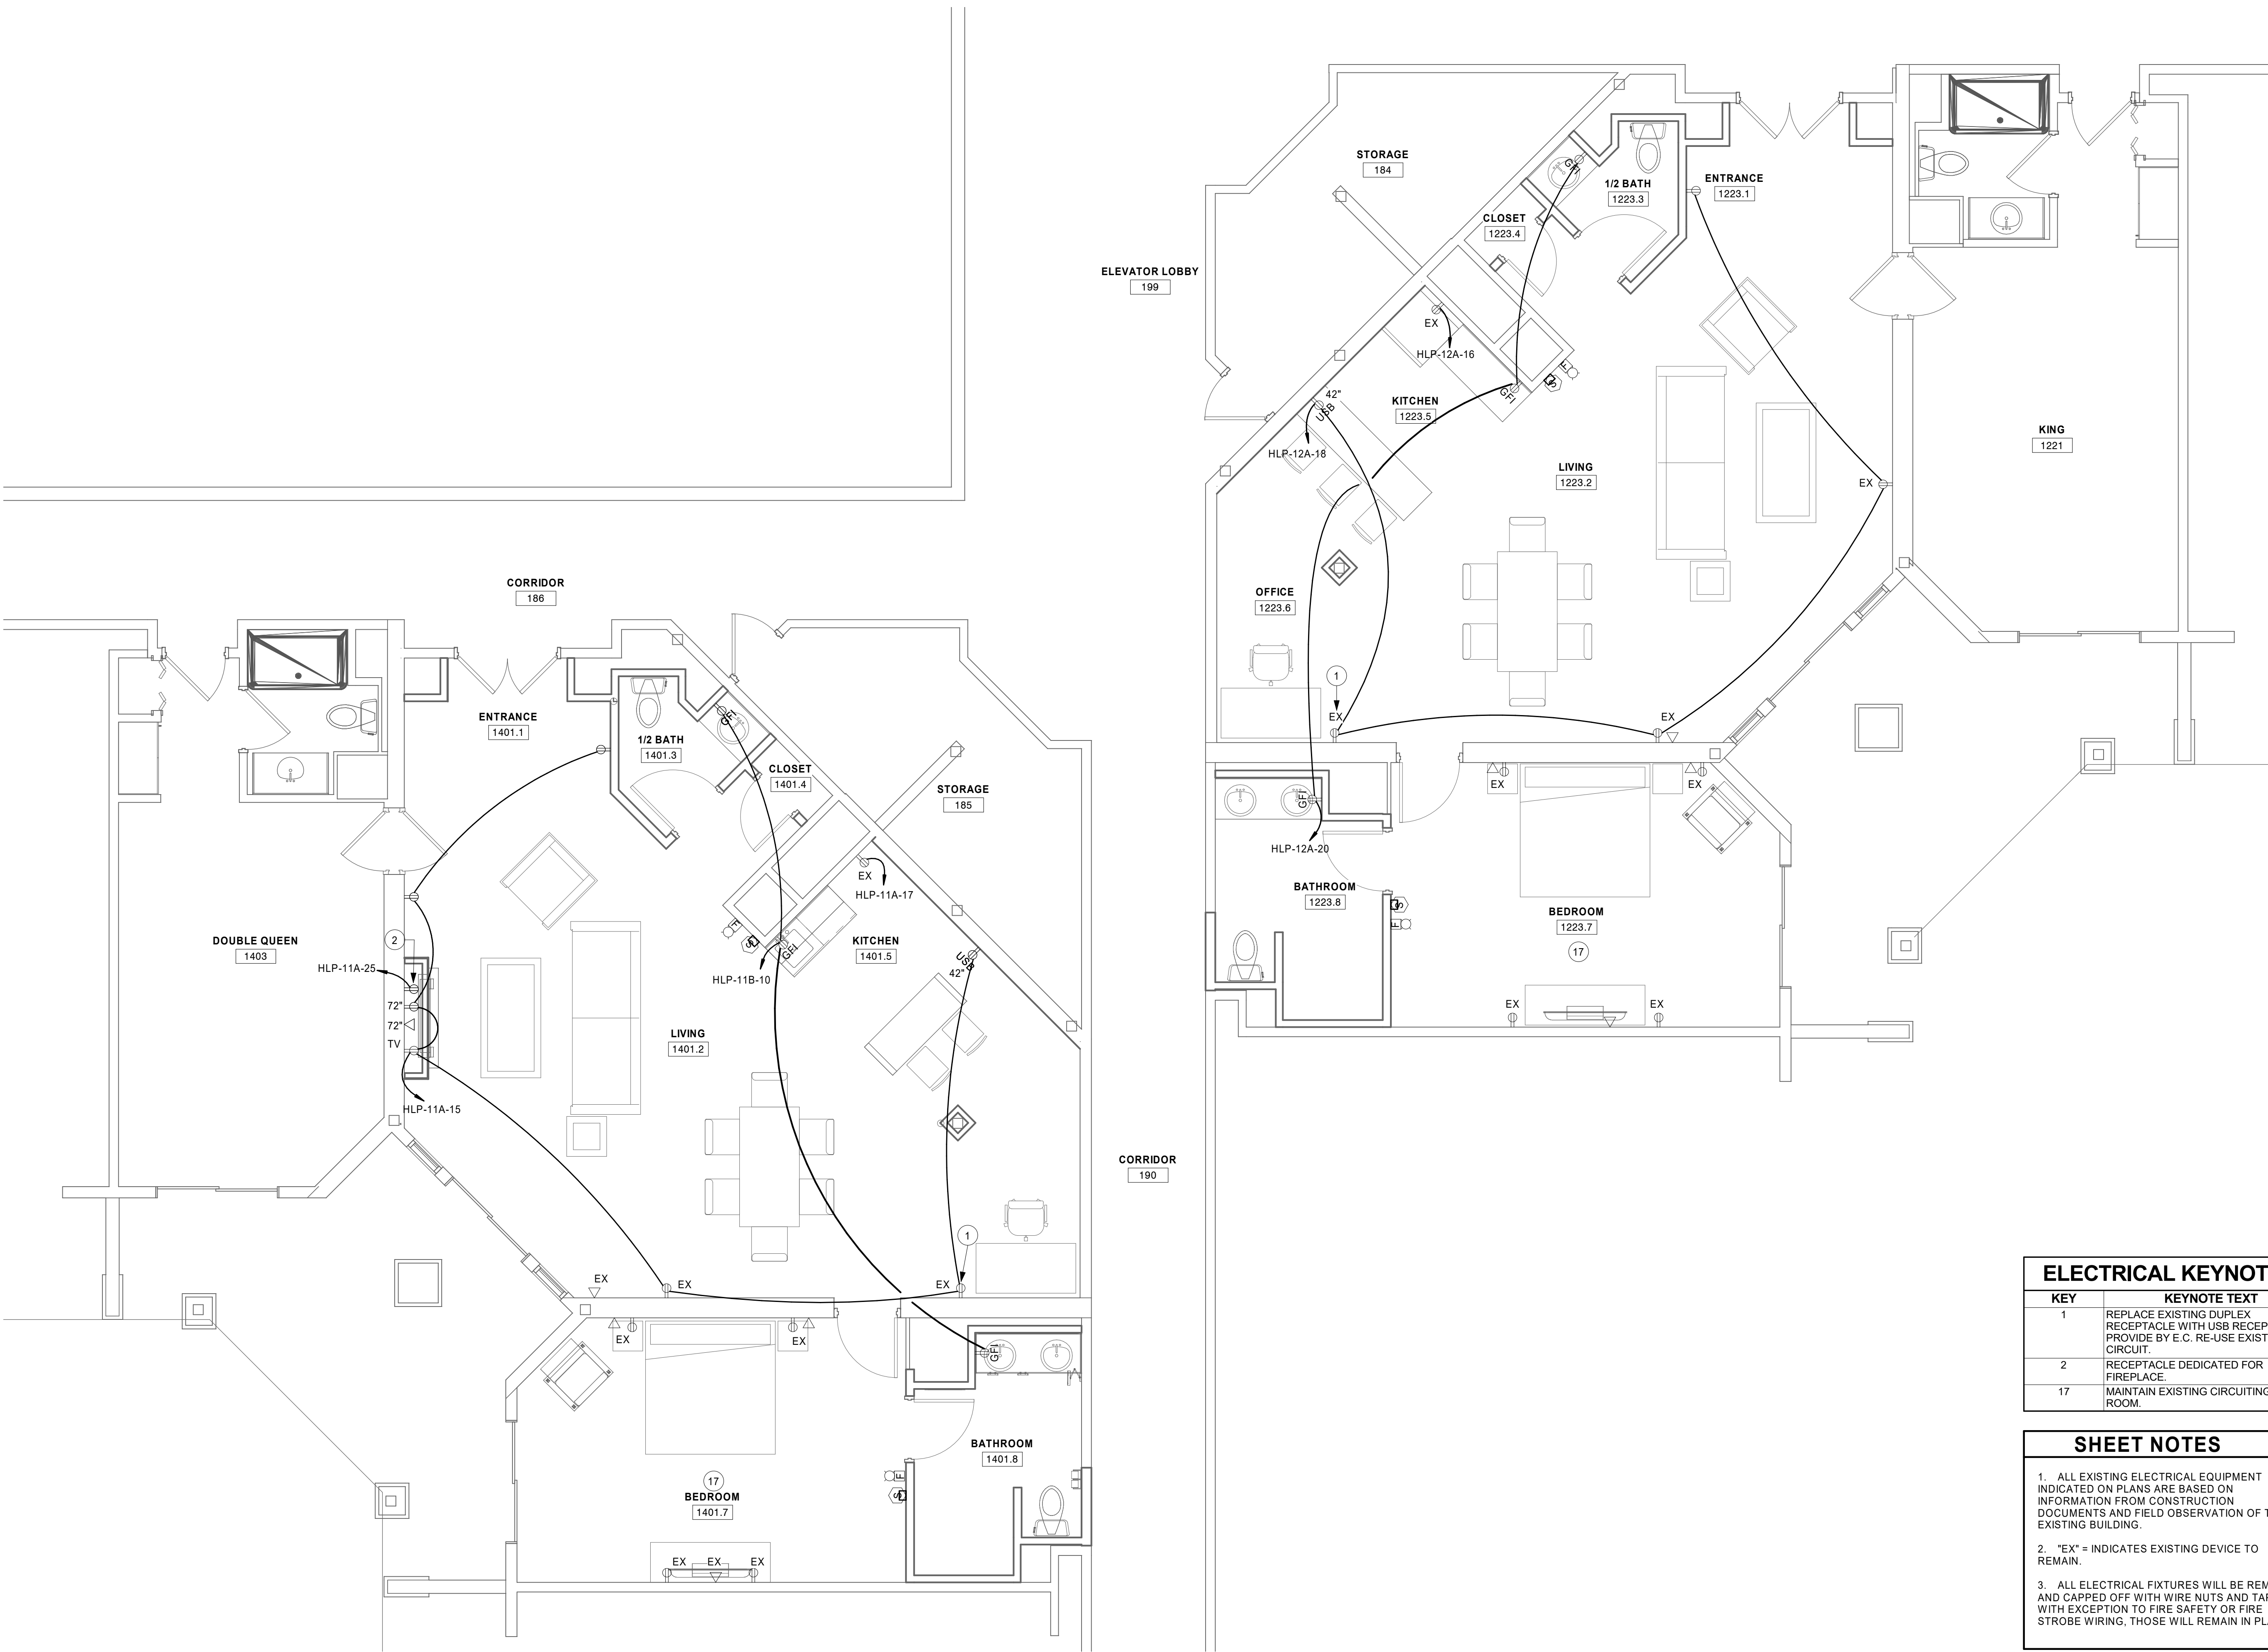 STORAGE
184
1/2 BATH
1223.3
ENTRANCE
1223.1
CLOSET
1223.4
GFI
ELEVATOR LOBBY
199
EX
HLP-12A-16
F
S
GFI
42"
USB
KITCHEN
1223.5
HLP-12A-18
LIVING
1223.2
EX
KING
1221
OFFICE
1223.6
1
EX
EX
EX
EX
GFI
HLP-12A-20
BATHROOM
1223.8
S
F
BEDROOM
1223.7
17
EX
EX
CORRIDOR
186
ENTRANCE
1401.1
1/2 BATH
1401.3
GFI
CLOSET
1401.4
STORAGE
185
EX
HLP-11A-17
DOUBLE QUEEN
1403
2
HLP-11A-25
F
S
GFI
HLP-11B-10
KITCHEN
1401.5
USB
42"
72"
72"
TV
HLP-11A-15
LIVING
1401.2
CORRIDOR
190
1
EX
EX
EX
EX
EX
GFI
BATHROOM
1401.8
F
S
17
BEDROOM
1401.7
EX
EX
EX
ELECTRICAL KEYNOT
KEY
KEYNOTE TEXT
1
REPLACE EXISTING DUPLEX
RECEPTACLE WITH USB RECEP
PROVIDE BY E.C. RE-USE EXIST
CIRCUIT.
2
RECEPTACLE DEDICATED FOR
FIREPLACE.
17
MAINTAIN EXISTING CIRCUITING
ROOM.
SHEET NOTES
1. ALL EXISTING ELECTRICAL EQUIPMENT
INDICATED ON PLANS ARE BASED ON
INFORMATION FROM CONSTRUCTION
DOCUMENTS AND FIELD OBSERVATION OF T
EXISTING BUILDING.
2. "EX" = INDICATES EXISTING DEVICE TO
REMAIN.
3. ALL ELECTRICAL FIXTURES WILL BE REM
AND CAPPED OFF WITH WIRE NUTS AND TAP
WITH EXCEPTION TO FIRE SAFETY OR FIRE
STROBE WIRING, THOSE WILL REMAIN IN PL